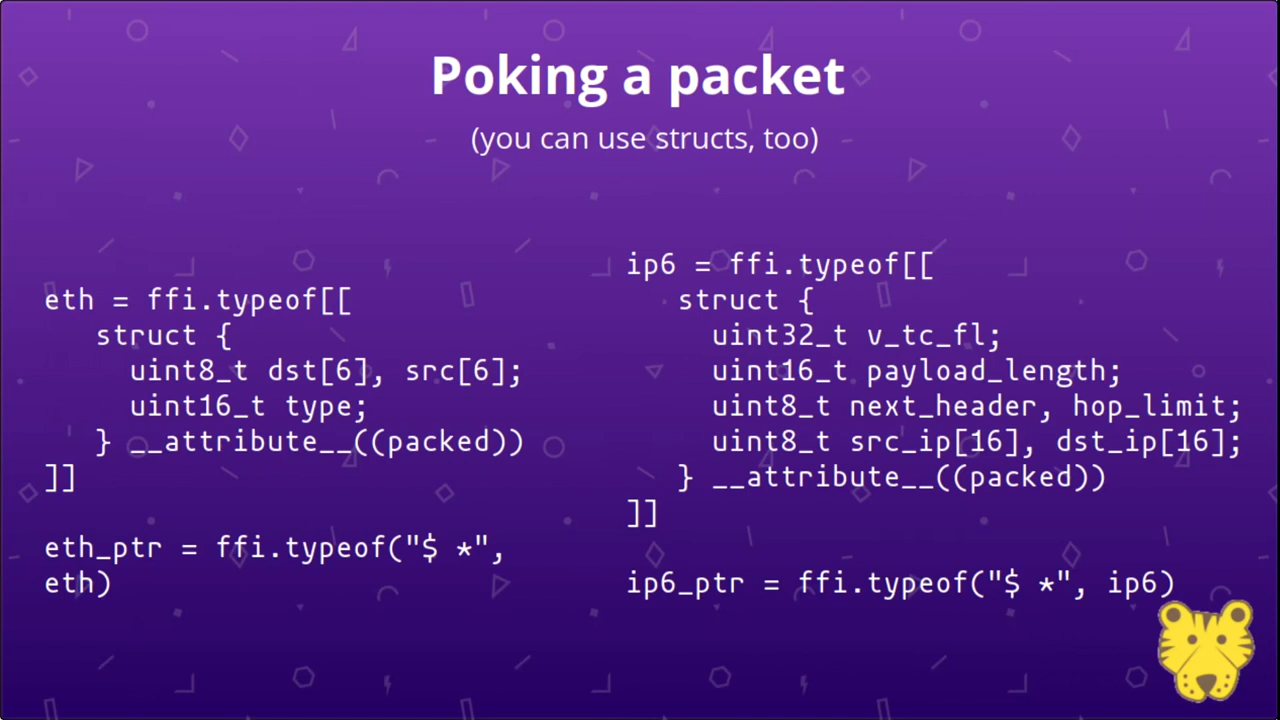 Poking a packet
(you can use structs, too)
eth = ffi.typeof[[
struct {
uint8_t dst[6], src[6];
uint16_t type;
} __attribute__((packed))
]]
eth_ptr = ffi.typeof("$ *",
eth)
ip6 = ffi.typeof[[
struct {
uint32_t v_tc_fl;
uint16_t payload_length;
uint8_t next_header, hop_limit;
uint8_t src_ip[16], dst_ip[16];
} __attribute__((packed))
]]
ip6_ptr = ffi.typeof("$ *", ip6)